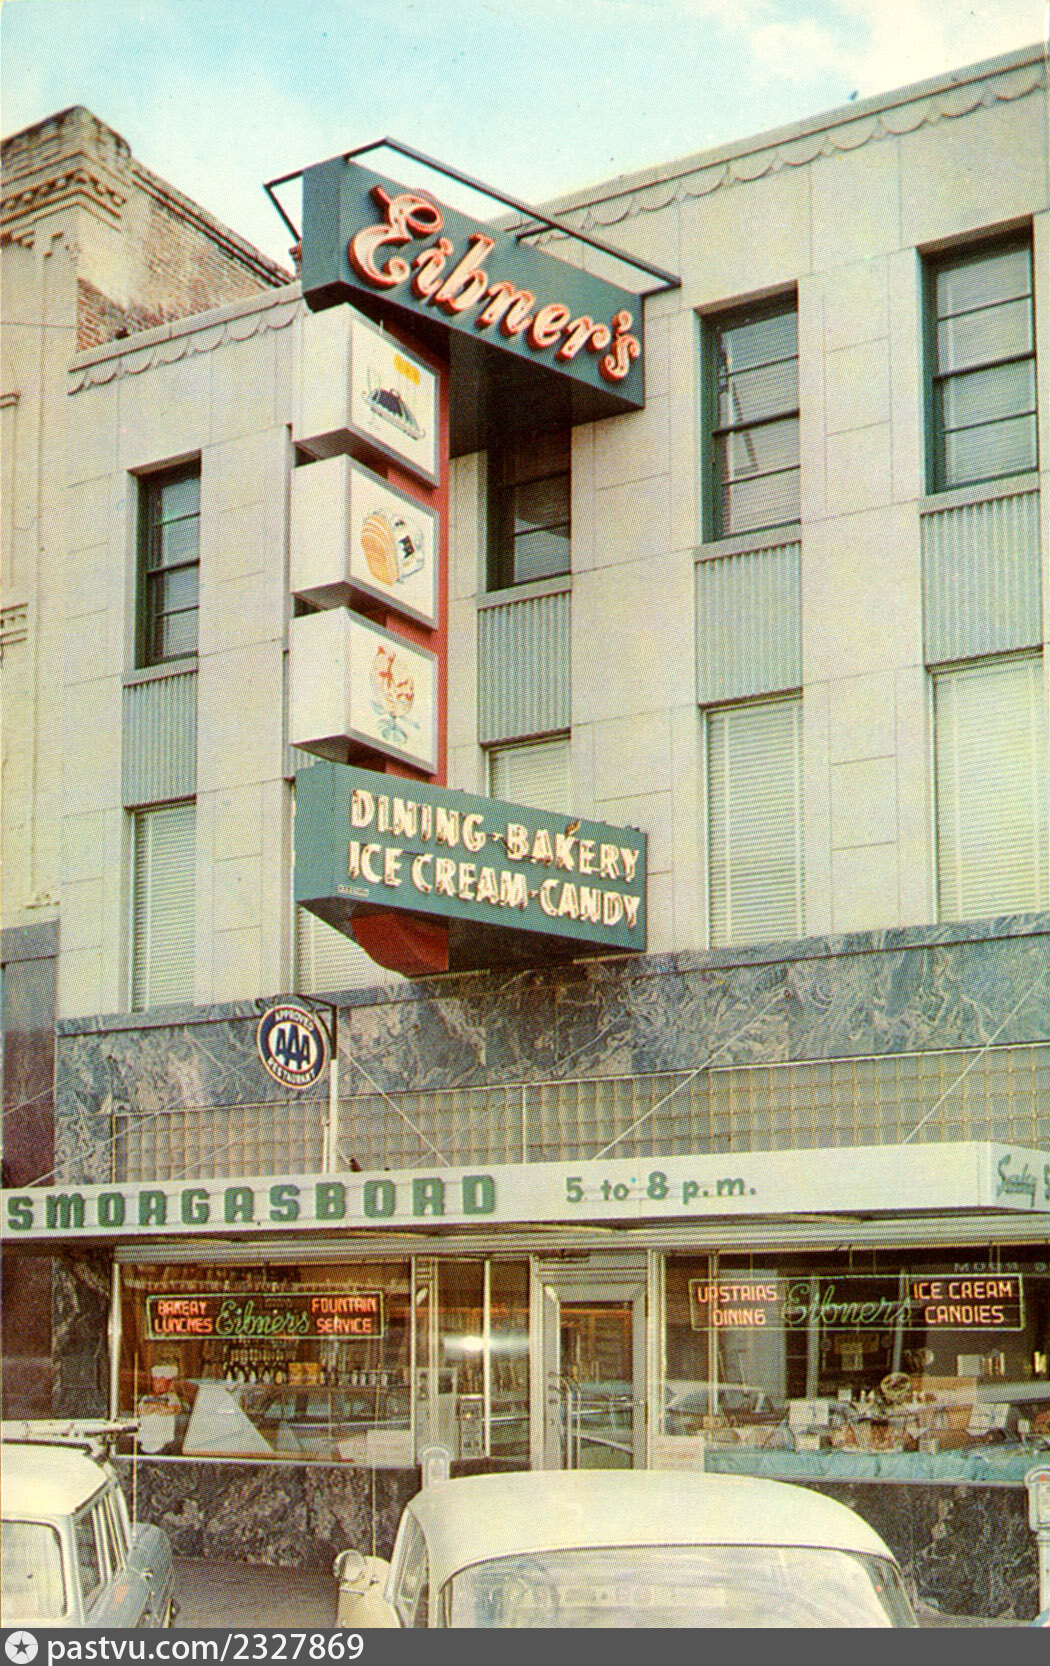 Eibner's
DINING-BAKERY
ICE CREAM-CANDY
APPROVED
AAA
RESTAURANT
SMORGASBORD 5 to 8 p.m.
BAKERY
LUNCHES
Eibner's
FOUNTAIN
SERVICE
UPSTAIRS
DINING
Eibner's
ICE CREAM
CANDIES
pastvu.com/2327869